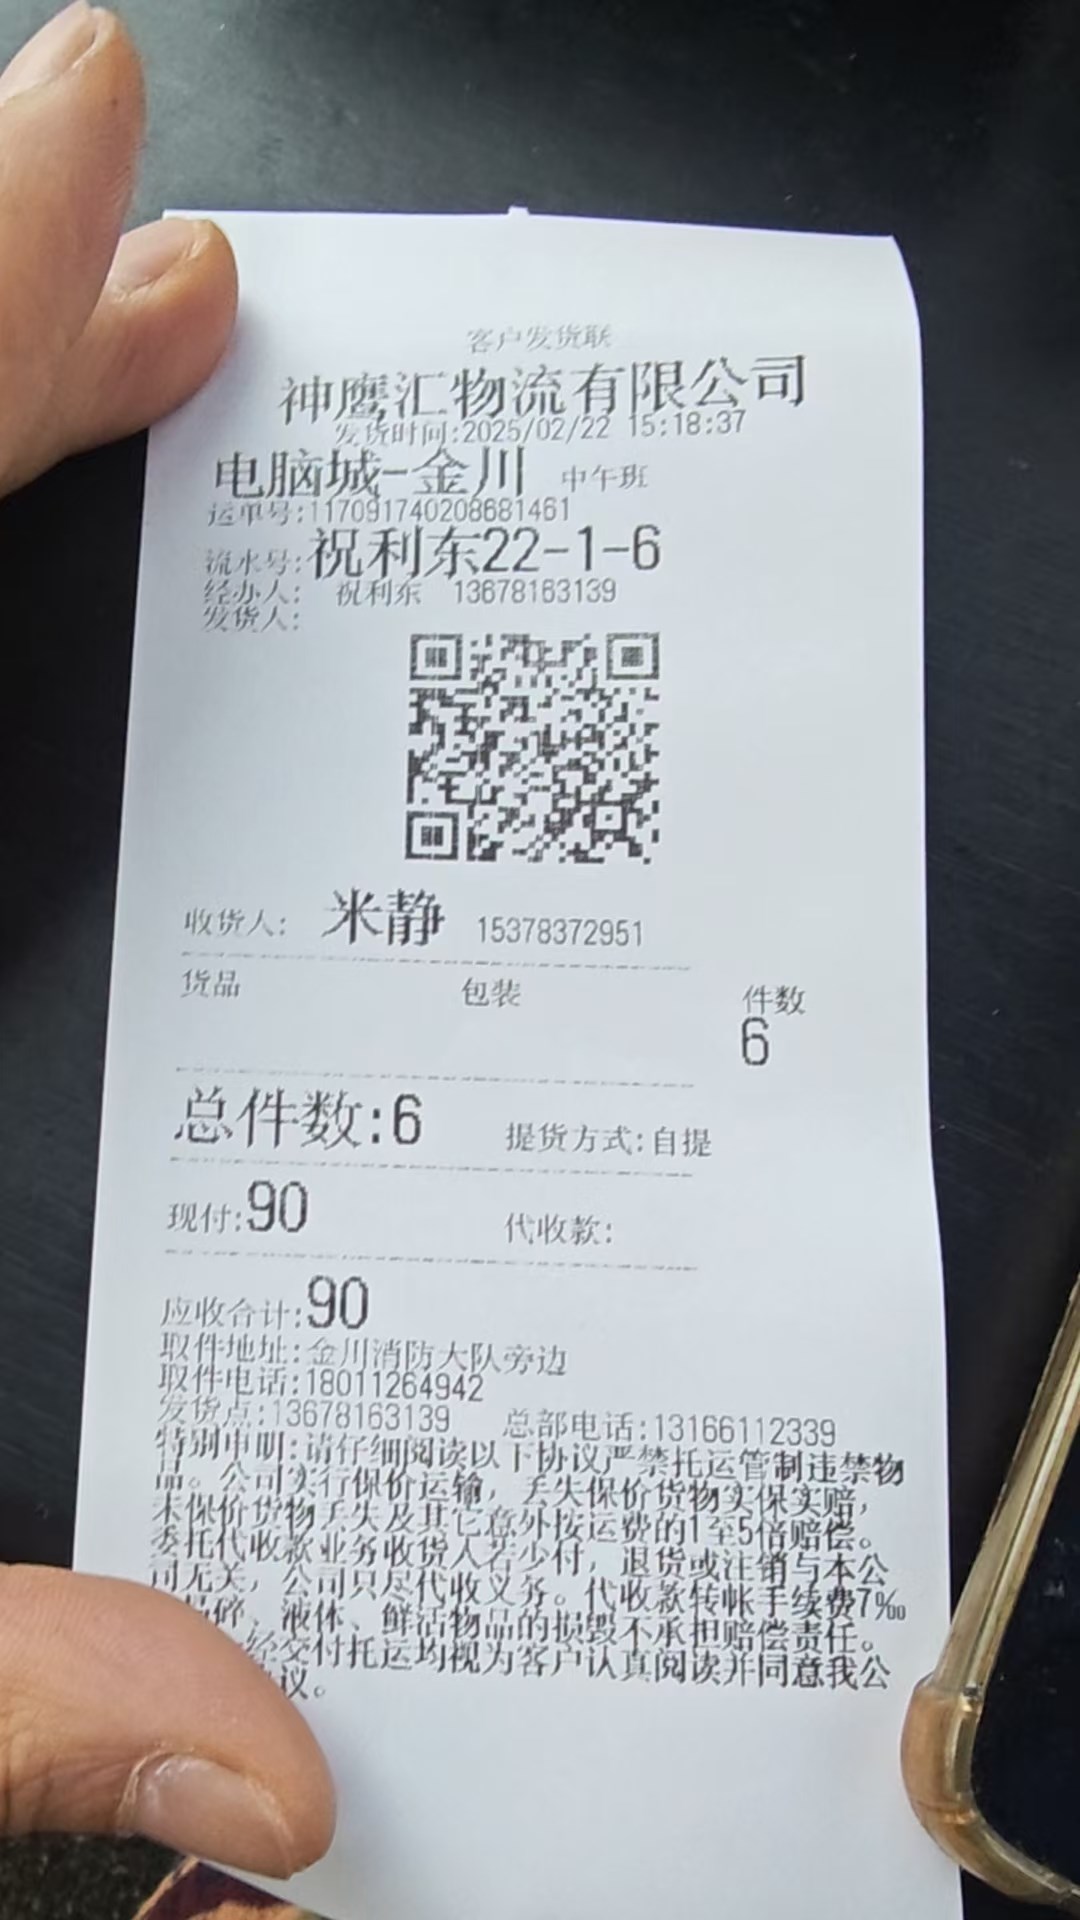 客户发货联
神鹰汇物流有限公司
发货时间:2025/02/22 15:18:37
电脑城-金川 中午班
运单号:117091740208681461
流水号:祝利东22-1-6
经办人: 祝利东 13678163139
发货人:
收货人: 米静 15378372951
货品 包装 件数
6
总件数:6 提货方式:自提
现付:90 代收款:
应收合计:90
取件地址:金川消防大队旁边
取件电话:18011264942
发货点:13678163139 总部电话:13166112339
特别申明:请仔细阅读以下协议严禁托运管制违禁物
品。公司实行保价运输，丢失保价货物实保实赔，
未保价货物丢失及其它意外按运费的1至5倍赔偿。
委托代收款业务收货人若少付，退货或注销与本公
司无关，公司只尽代收义务。代收款转帐手续费7‰
易碎、液体、鲜活物品的损毁不承担赔偿责任。
经交付托运均视为客户认真阅读并同意我公
议。